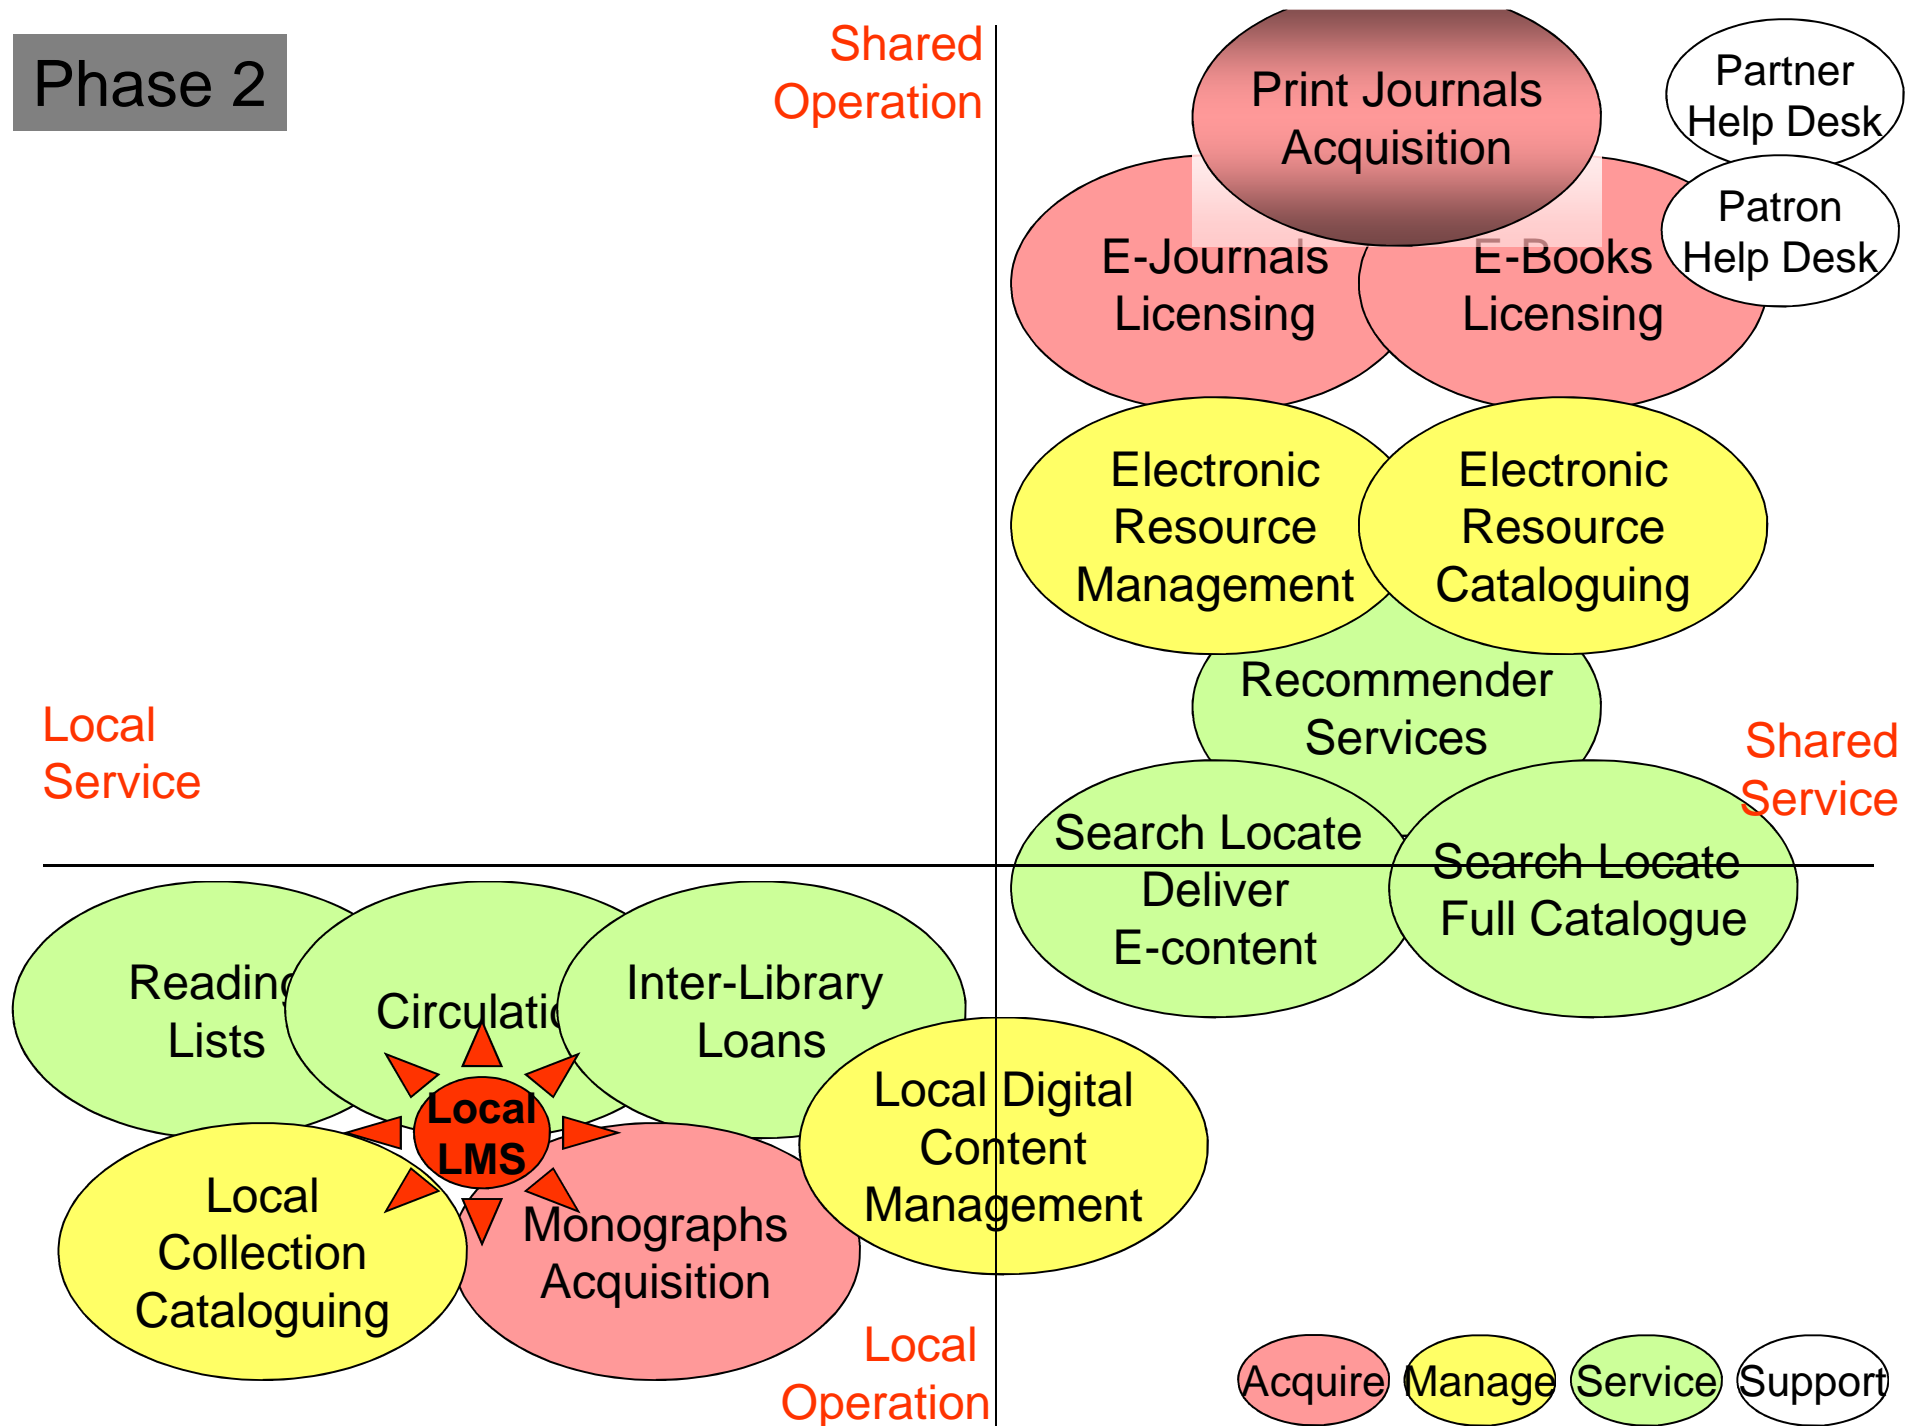 Phase 2
Shared
Operation
Print Journals
Acquisition
Partner
Help Desk
Patron
Help Desk
E-Journals
Licensing
E-Books
Licensing
Electronic
Resource
Management
Electronic
Resource
Cataloguing
Recommender
Services
Local
Service
Shared
Service
Search Locate
Deliver
E-content
Search Locate
Full Catalogue
Reading
Lists
Circulatio
Inter-Library
Loans
Local
LMS
Local Digital
Content
Management
Local
Collection
Cataloguing
Monographs
Acquisition
Local
Operation
Acquire
Manage
Service
Support